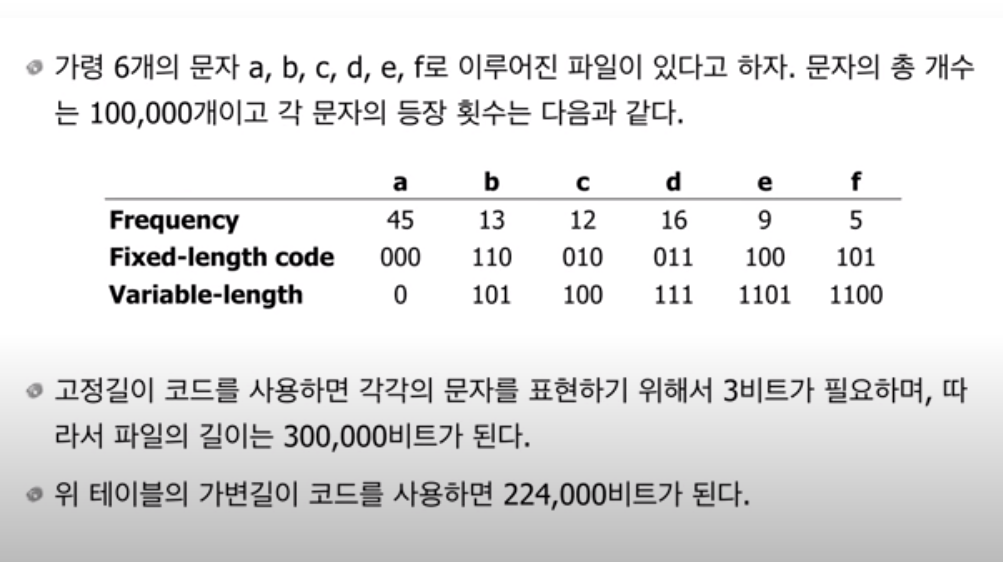 가령 6개의 문자 a, b, c, d, e, f로 이루어진 파일이 있다고 하자. 문자의 총 개수
는 100,000개이고 각 문자의 등장 횟수는 다음과 같다.
a b c d e f
Frequency 45 13 12 16 9 5
Fixed-length code 000 110 010 011 100 101
Variable-length 0 101 100 111 1101 1100
고정길이 코드를 사용하면 각각의 문자를 표현하기 위해서 3비트가 필요하며, 따
라서 파일의 길이는 300,000비트가 된다.
위 테이블의 가변길이 코드를 사용하면 224,000비트가 된다.